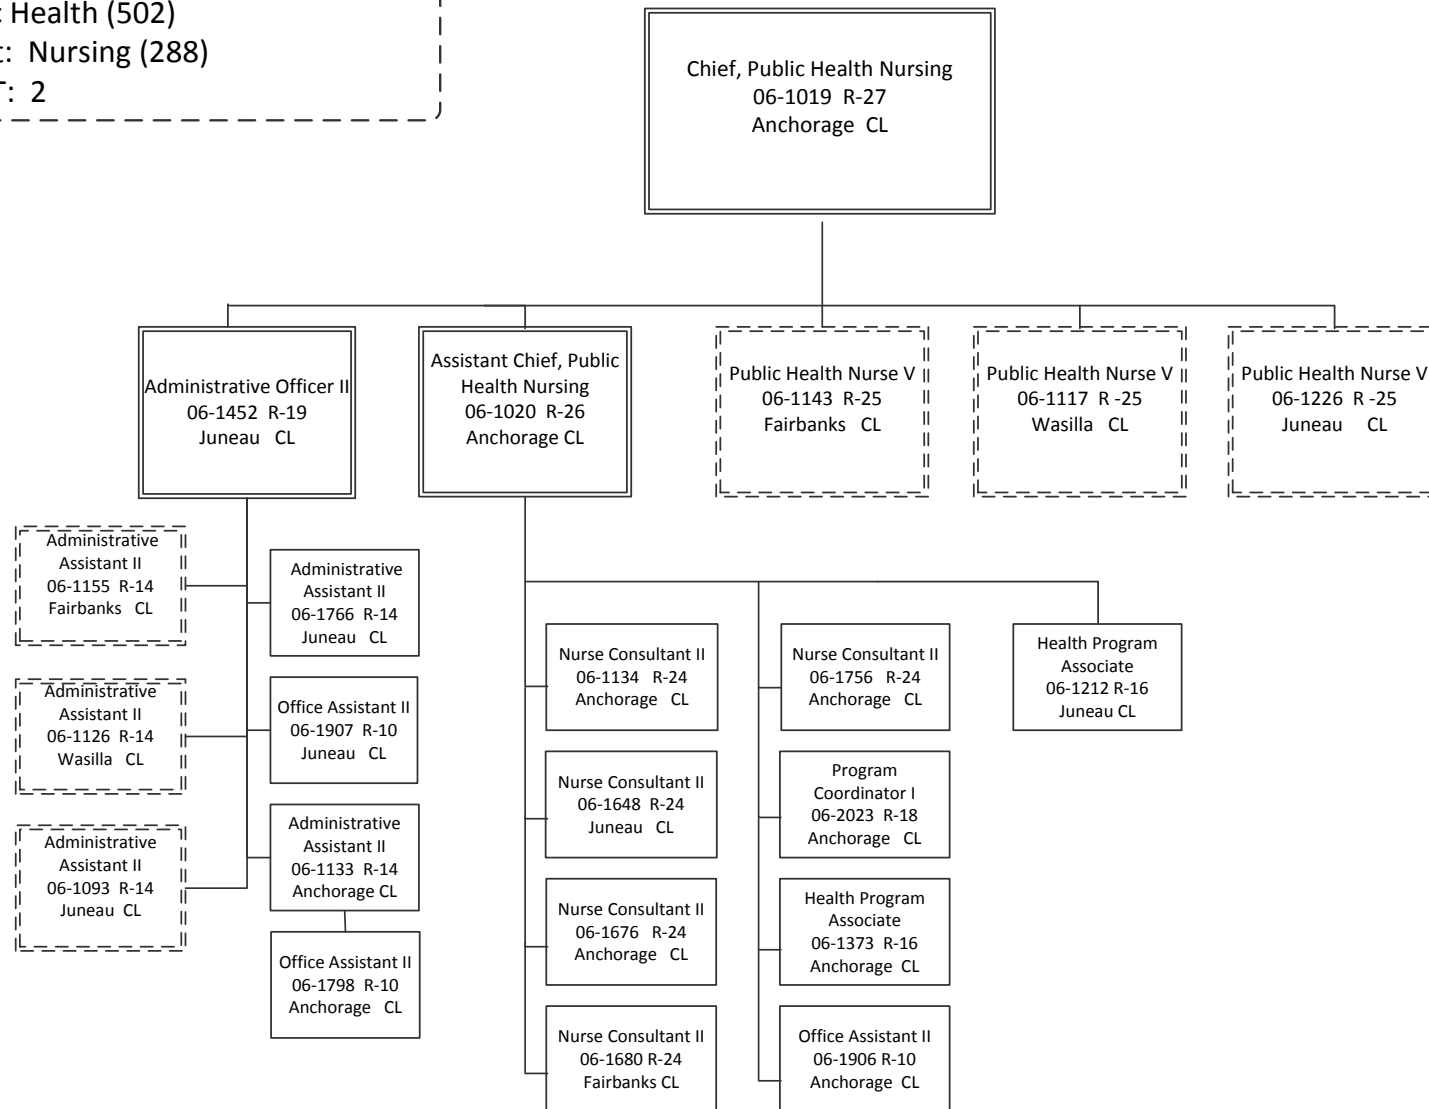 Health (502)
Nursing (288)
2
Chief, Public Health Nursing
06-1019 R-27
Anchorage CL
Administrative Officer II
06-1452 R-19
Juneau CL
Assistant Chief, Public
Health Nursing
06-1020 R-26
Anchorage CL
Public Health Nurse V
06-1143 R-25
Fairbanks CL
Public Health Nurse V
06-1117 R -25
Wasilla CL
Public Health Nurse V
06-1226 R -25
Juneau CL
Administrative
Assistant II
06-1155 R-14
Fairbanks CL
Administrative
Assistant II
06-1126 R-14
Wasilla CL
Administrative
Assistant II
06-1093 R-14
Juneau CL
Administrative
Assistant II
06-1766 R-14
Juneau CL
Office Assistant II
06-1907 R-10
Juneau CL
Administrative
Assistant II
06-1133 R-14
Anchorage CL
Office Assistant II
06-1798 R-10
Anchorage CL
Nurse Consultant II
06-1134 R-24
Anchorage CL
Nurse Consultant II
06-1648 R-24
Juneau CL
Nurse Consultant II
06-1676 R-24
Anchorage CL
Nurse Consultant II
06-1680 R-24
Fairbanks CL
Nurse Consultant II
06-1756 R-24
Anchorage CL
Program
Coordinator I
06-2023 R-18
Anchorage CL
Health Program
Associate
06-1373 R-16
Anchorage CL
Office Assistant II
06-1906 R-10
Anchorage CL
Health Program
Associate
06-1212 R-16
Juneau CL